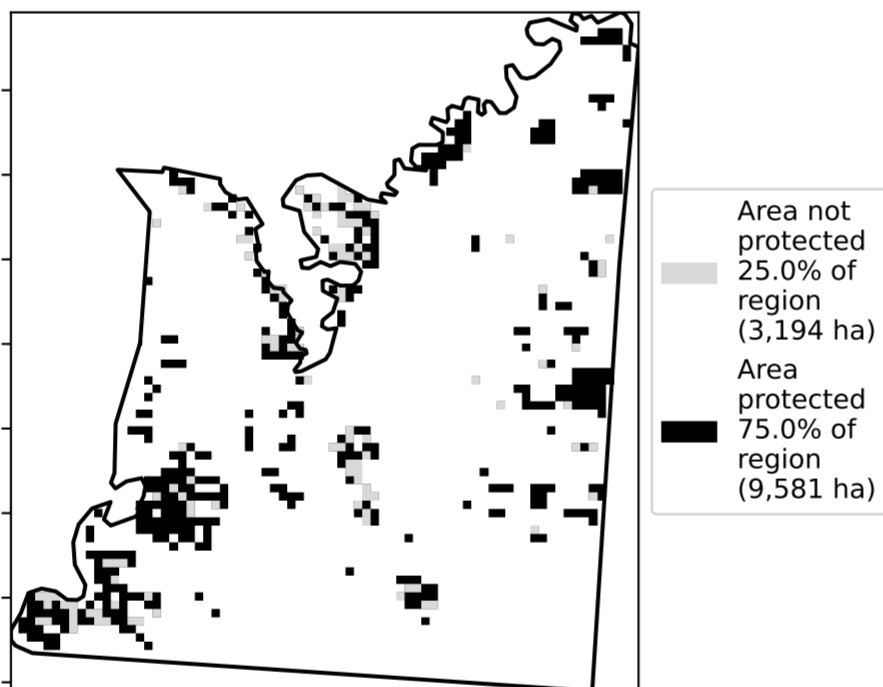 Area not
protected
25.0% of
region
(3,194 ha)
Area
protected
75.0% of
region
(9,581 ha)